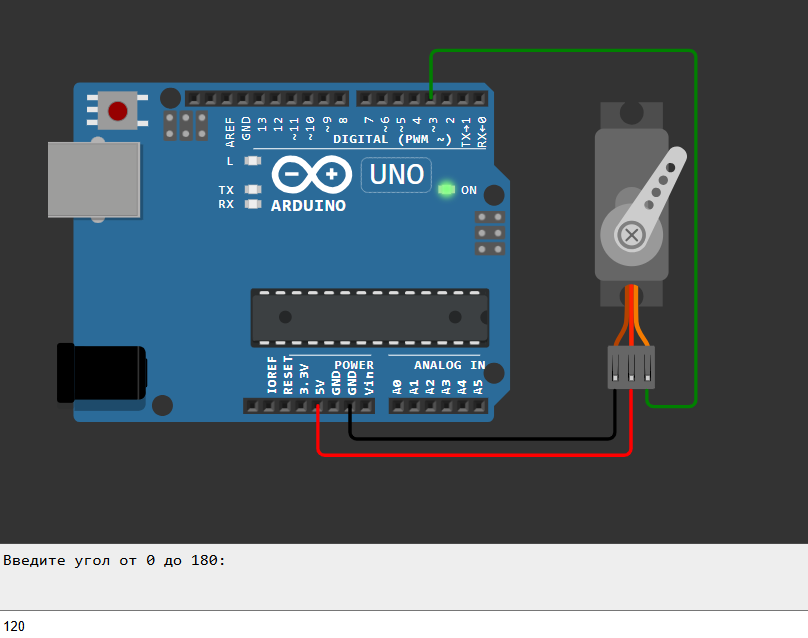 AREF
GND
13
12
~11
~10
~9
8
7
~6
~5
4
~3
2
TX→1
RX←0
DIGITAL (PWM ~)
L
TX
RX
UNO
ON
ARDUINO
POWER
ANALOG IN
IOREF
RESET
3.3V
5V
GND
GND
Vin
A0
A1
A2
A3
A4
A5
Введите угол от 0 до 180:
120